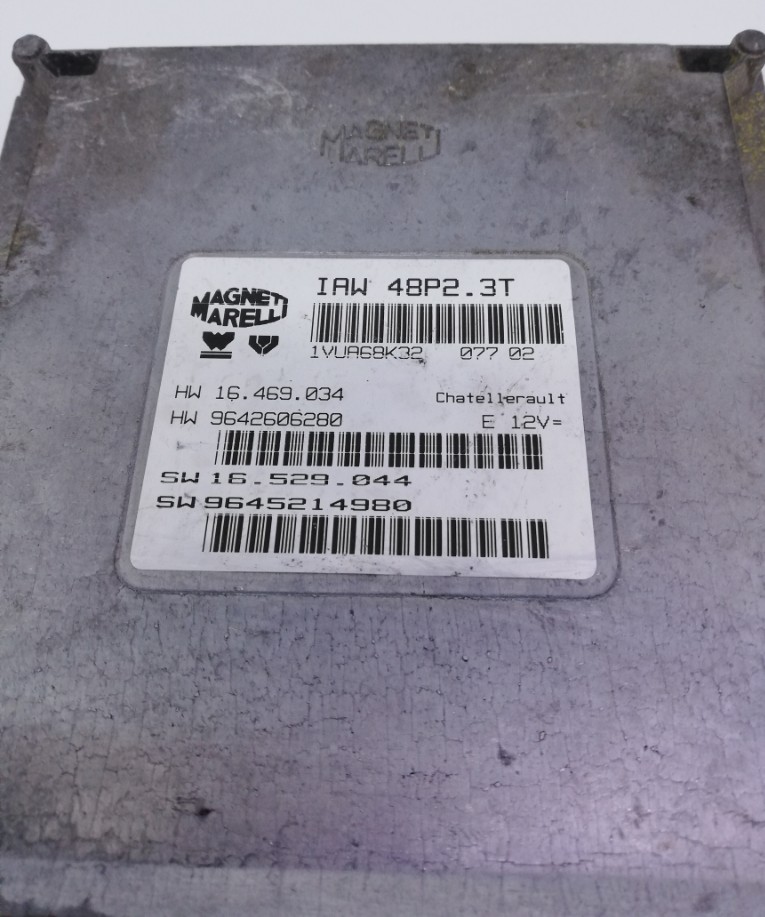 MAGNETI
MARELLI
IAW 48P2.3T
MAGNETI
MARELLI
1VUA68K32 077 02
HW 16.469.034
Chatellerault
HW 9642606280
E 12V=
SW 16.529.044
SW 9645214980